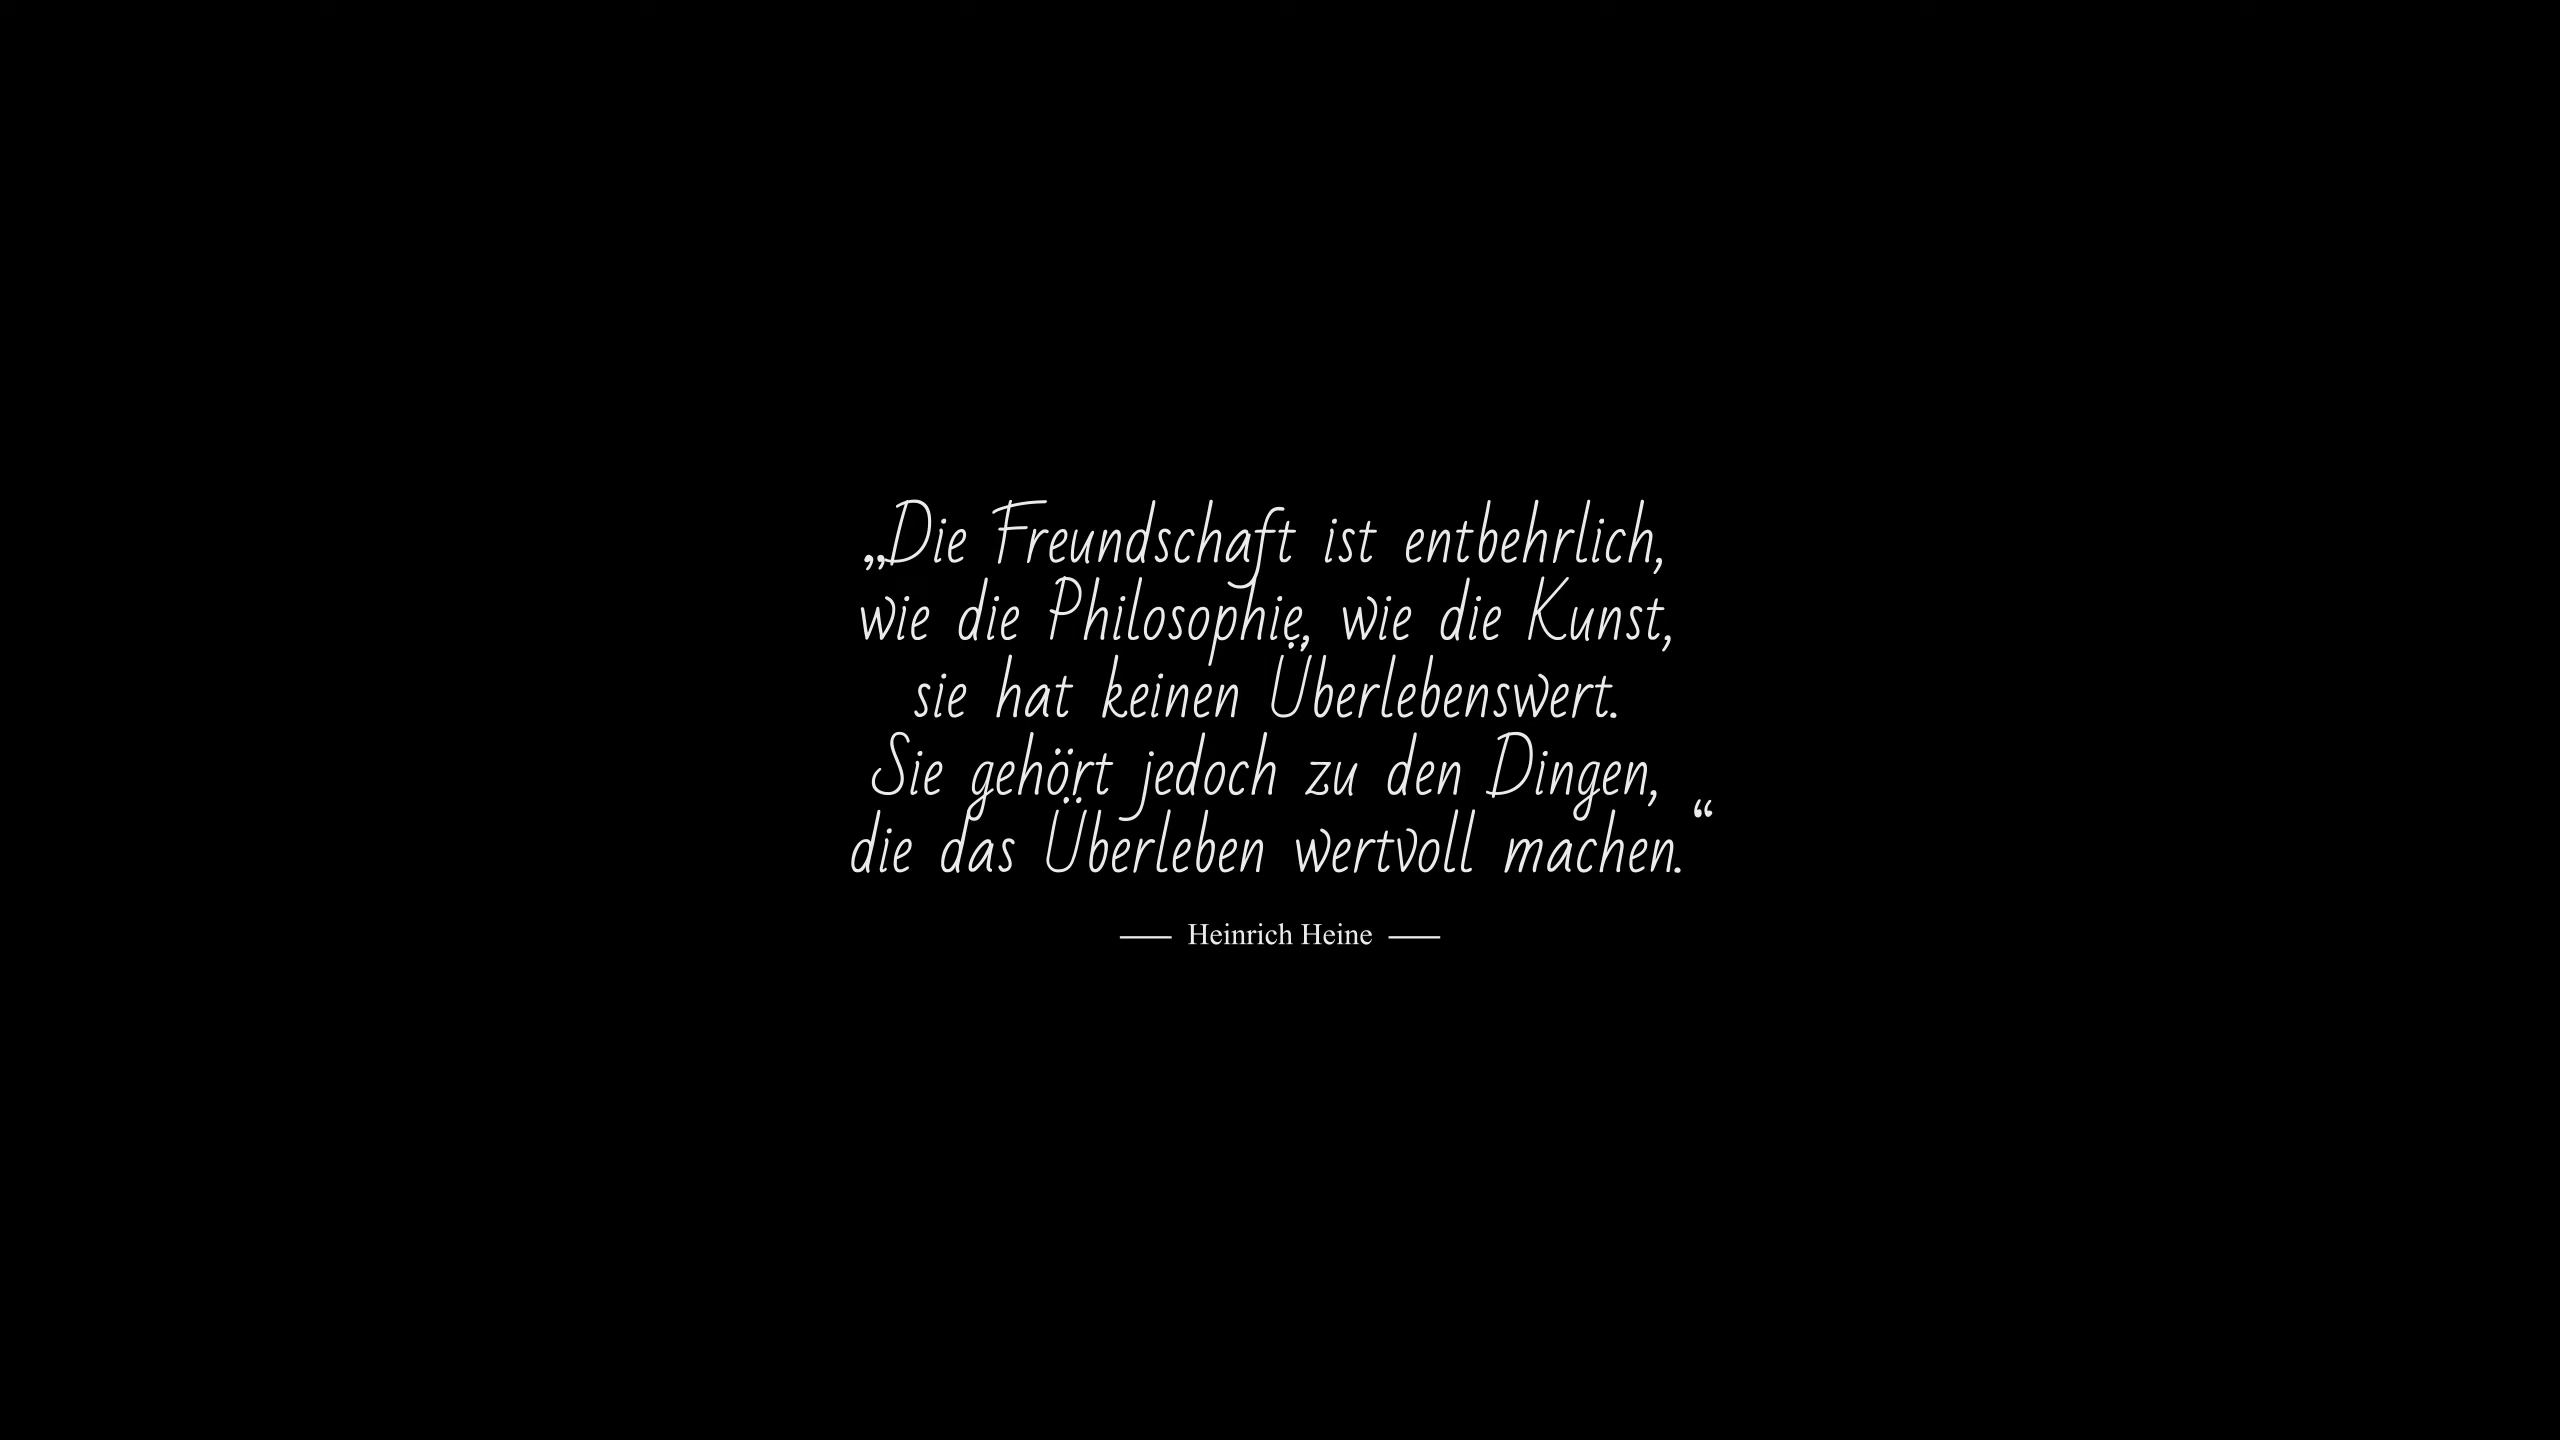 „Die Freundschaft ist entbehrlich,
wie die Philosophie, wie die Kunst,
sie hat keinen Überlebenswert.
Sie gehört jedoch zu den Dingen,
die das Überleben wertvoll machen.“
— Heinrich Heine —